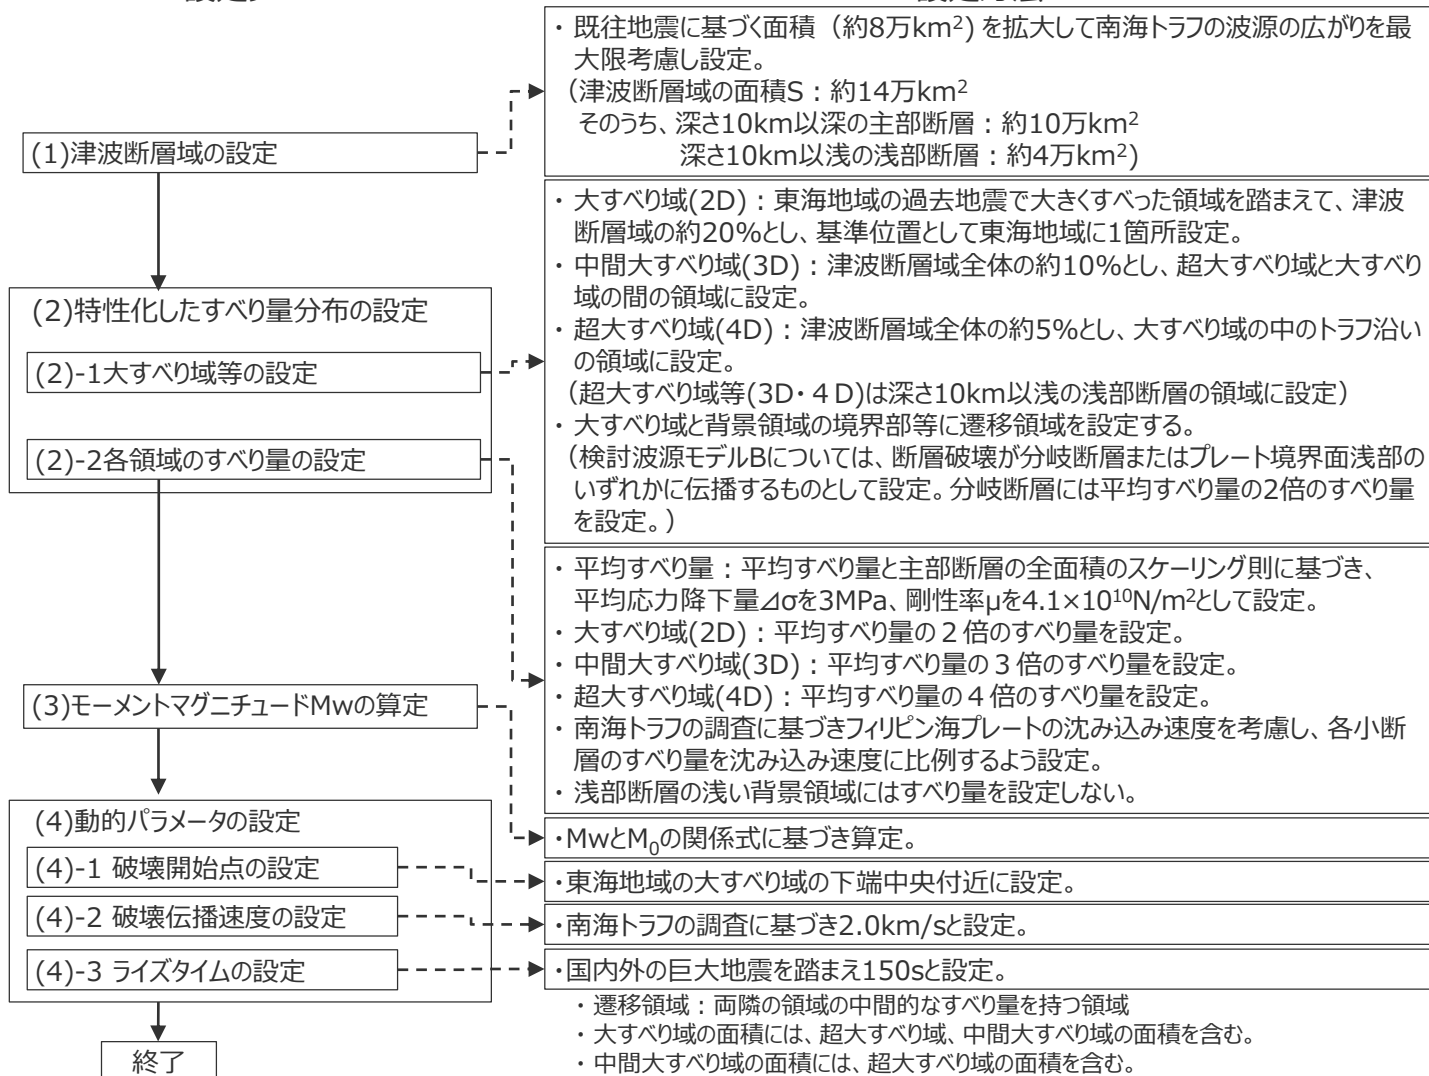 ・既往地震に基づく面積（約8万km²）を拡大して南海トラフの波源の広がりを最
大限考慮し設定。
（津波断層域の面積S：約14万km²
そのうち、深さ10km以深の主部断層：約10万km²
深さ10km以浅の浅部断層：約4万km²)
(1)津波断層域の設定
・大すべり域(2D)：東海地域の過去地震で大きくすべった領域を踏まえて、津波
断層域の約20%とし、基準位置として東海地域に1箇所設定。
・中間大すべり域(3D)：津波断層域全体の約10%とし、超大すべり域と大すべり
域の間の領域に設定。
・超大すべり域(4D)：津波断層域全体の約5%とし、大すべり域の中のトラフ沿い
の領域に設定。
（超大すべり域等(3D・４D)は深さ10km以浅の浅部断層の領域に設定）
・大すべり域と背景領域の境界部等に遷移領域を設定する。
（検討波源モデルBについては、断層破壊が分岐断層またはプレート境界面浅部の
いずれかに伝播するものとして設定。分岐断層には平均すべり量の2倍のすべり量
を設定。）
(2)特性化したすべり量分布の設定
(2)-1大すべり域等の設定
(2)-2各領域のすべり量の設定
・平均すべり量：平均すべり量と主部断層の全面積のスケーリング則に基づき、
平均応力降下量⊿σを3MPa、剛性率μを4.1×10¹⁰N/m²として設定。
・大すべり域(2D)：平均すべり量の２倍のすべり量を設定。
・中間大すべり域(3D)：平均すべり量の３倍のすべり量を設定。
・超大すべり域(4D)：平均すべり量の４倍のすべり量を設定。
・南海トラフの調査に基づきフィリピン海プレートの沈み込み速度を考慮し、各小断
層のすべり量を沈み込み速度に比例するよう設定。
・浅部断層の浅い背景領域にはすべり量を設定しない。
(3)モーメントマグニチュードMwの算定
・MwとM₀の関係式に基づき算定。
(4)動的パラメータの設定
(4)-1 破壊開始点の設定
・東海地域の大すべり域の下端中央付近に設定。
(4)-2 破壊伝播速度の設定
・南海トラフの調査に基づき2.0km/sと設定。
(4)-3 ライズタイムの設定
・国内外の巨大地震を踏まえ150sと設定。
・遷移領域：両隣の領域の中間的なすべり量を持つ領域
・大すべり域の面積には、超大すべり域、中間大すべり域の面積を含む。
・中間大すべり域の面積には、超大すべり域の面積を含む。
終了